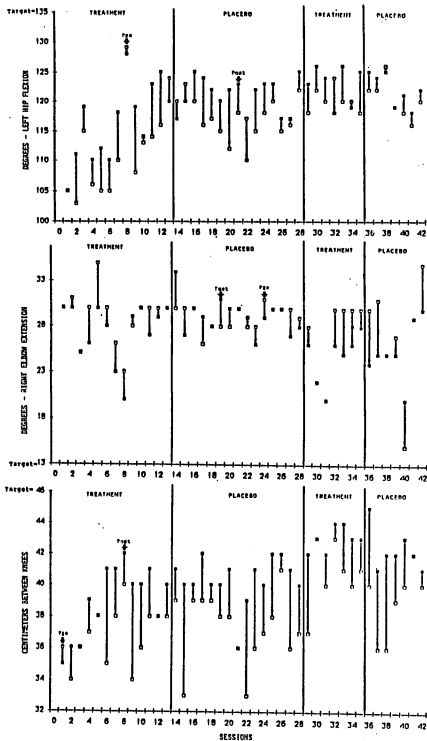 Target=135
TREATMENT PLACEBO TREATMENT PLACEBO
Pre
Post
DEGREES - LEFT HIP FLEXION
130
125
120
115
110
105
100
0 2 4 6 8 10 12 14 16 18 20 22 24 26 28 30 32 34 36 38 40 42
TREATMENT PLACEBO TREATMENT PLACEBO
Post Pre
DEGREES - RIGHT ELBOW EXTENSION
33
28
23
18
Target=13
0 2 4 6 8 10 12 14 16 18 20 22 24 26 28 30 32 34 36 38 40 42
Target=
TREATMENT PLACEBO TREATMENT PLACEBO
Pre
Post
CENTIMETERS BETWEEN KNEES
46
44
42
40
38
36
34
32
0 2 4 6 8 10 12 14 16 18 20 22 24 26 28 30 32 34 36 38 40 42
SESSIONS